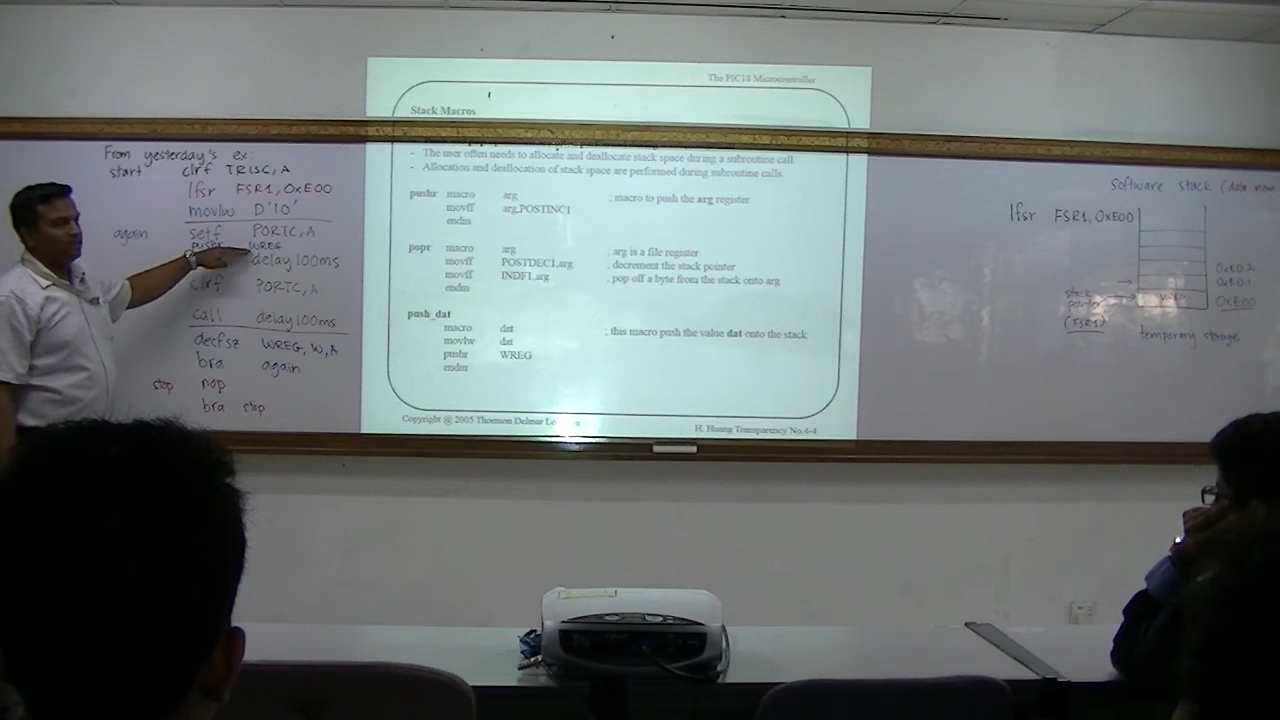 From yesterday's ex:
start clrf TRISC, A
lfsr FSR1, 0xE00
movlw D'10'
again setf PORTC, A
pushr WREG
delay100ms
clrf PORTC, A
call delay100ms
decfsz WREG, W, A
bra again
stop nop
bra stop
The PIC18 Microcontroller
Stack Macros
- The user often needs to allocate and deallocate stack space during a subroutine call.
- Allocation and deallocation of stack space are performed during subroutine calls.
pushr macro arg ; macro to push the arg register
movff arg,POSTINC1
endm
popr macro arg ; arg is a file register
movff POSTDEC1,arg ; decrement the stack pointer
movff INDF1,arg ; pop off a byte from the stack onto arg
endm
push_dat
macro dat ; this macro push the value dat onto the stack
movlw dat
pushr WREG
endm
Copyright @ 2005 Thomson Delmar
H. Huang Transparency No.4-4
Software stack (data
lfsr FSR1, 0xE00
0xE02
0xE01
0xE00
stack
pointer
(FSR1)
WREG
temporary storage